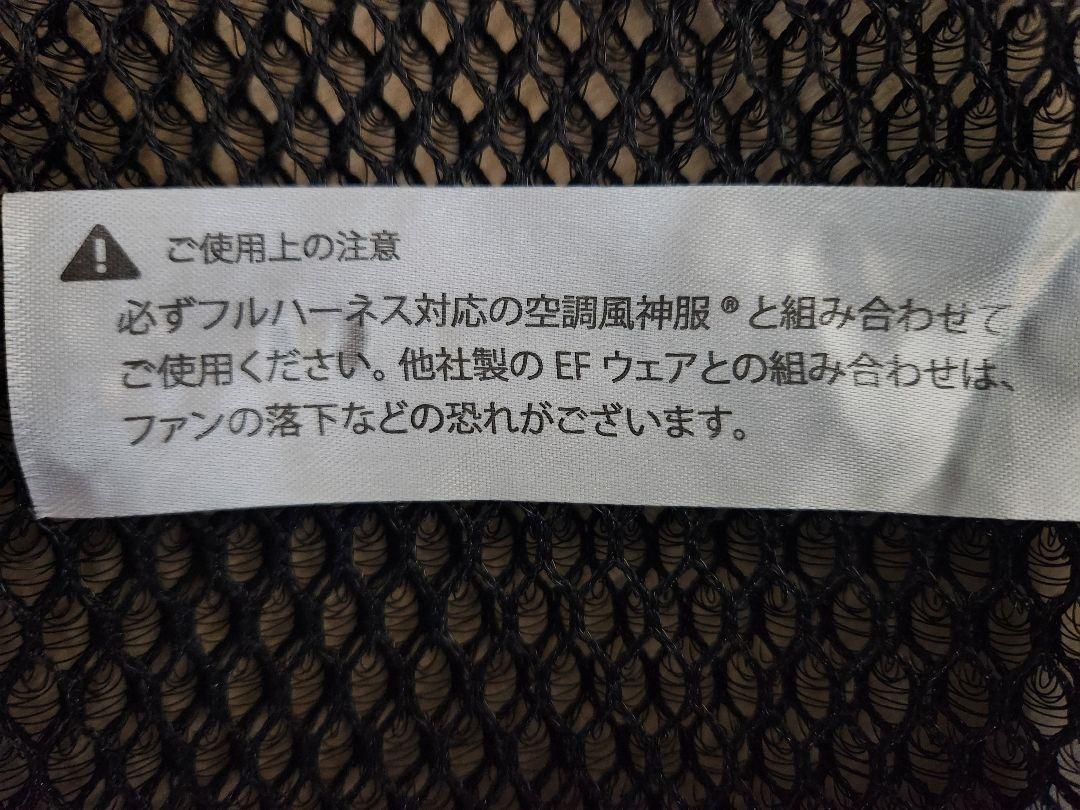 ご使用上の注意
必ずフルハーネス対応の空調風神服®と組み合わせて
ご使用ください。他社製のEFウェアとの組み合わせは、
ファンの落下などの恐れがございます。